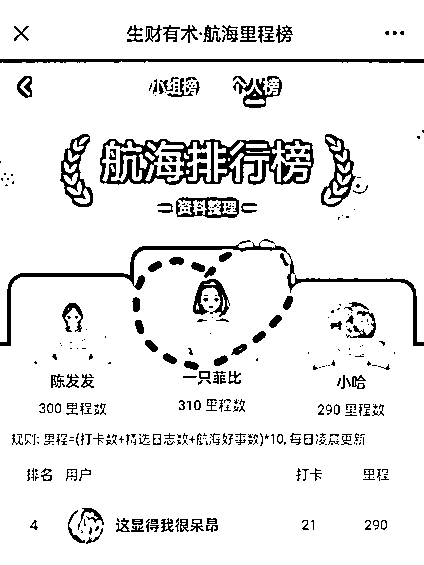 生财有术·航海里程榜
小组榜 个人榜
航海排行榜
资料整理
陈发发 一只菲比 小哈
300 里程数 310 里程数 290 里程数
规则: 里程=(打卡数+精选日志数+航海好事数)*10, 每日凌晨更新
排名 用户 打卡 里程
4 这显得我很呆昂 21 290